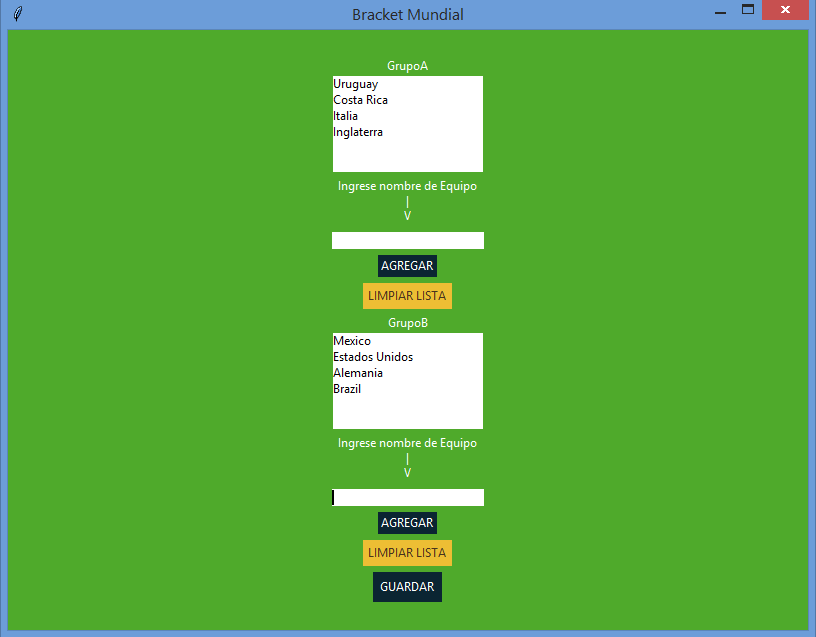 Bracket Mundial
GrupoA
Uruguay
Costa Rica
Italia
Inglaterra
Ingrese nombre de Equipo
|
V
AGREGAR
LIMPIAR LISTA
GrupoB
Mexico
Estados Unidos
Alemania
Brazil
Ingrese nombre de Equipo
|
V
AGREGAR
LIMPIAR LISTA
GUARDAR